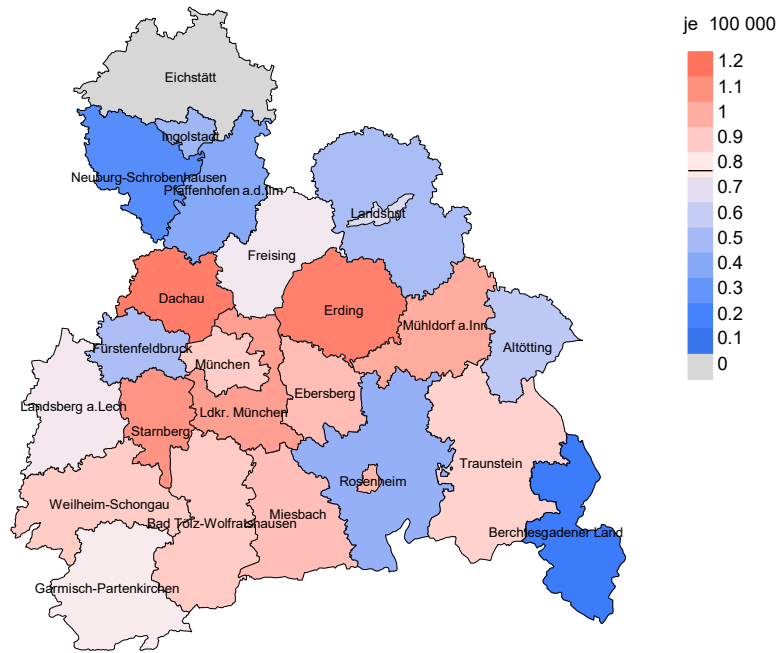 je 100 000
1.2
1.1
1
0.9
0.8
0.7
0.6
0.5
0.4
0.3
0.2
0.1
0
Eichstätt
Ingolstadt
Neuburg-Schrobenhausen
Pfaffenhofen a.d.Ilm
Landshut
Freising
Dachau
Erding
Mühldorf a.Inn
Altötting
Fürstenfeldbruck
München
Ebersberg
Landsberg a.Lech
Ldkr. München
Starnberg
Traunstein
Rosenheim
Weilheim-Schongau
Miesbach
Bad Tölz-Wolfratshausen
Berchtesgadener Land
Garmisch-Partenkirchen